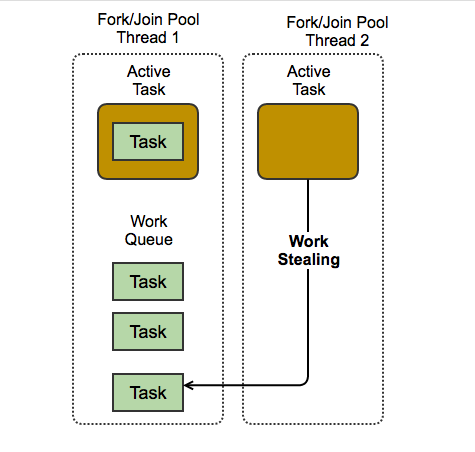 Fork/Join Pool
Thread 1
Active
Task
Task
Work
Queue
Task
Task
Task
Fork/Join Pool
Thread 2
Active
Task
Work
Stealing